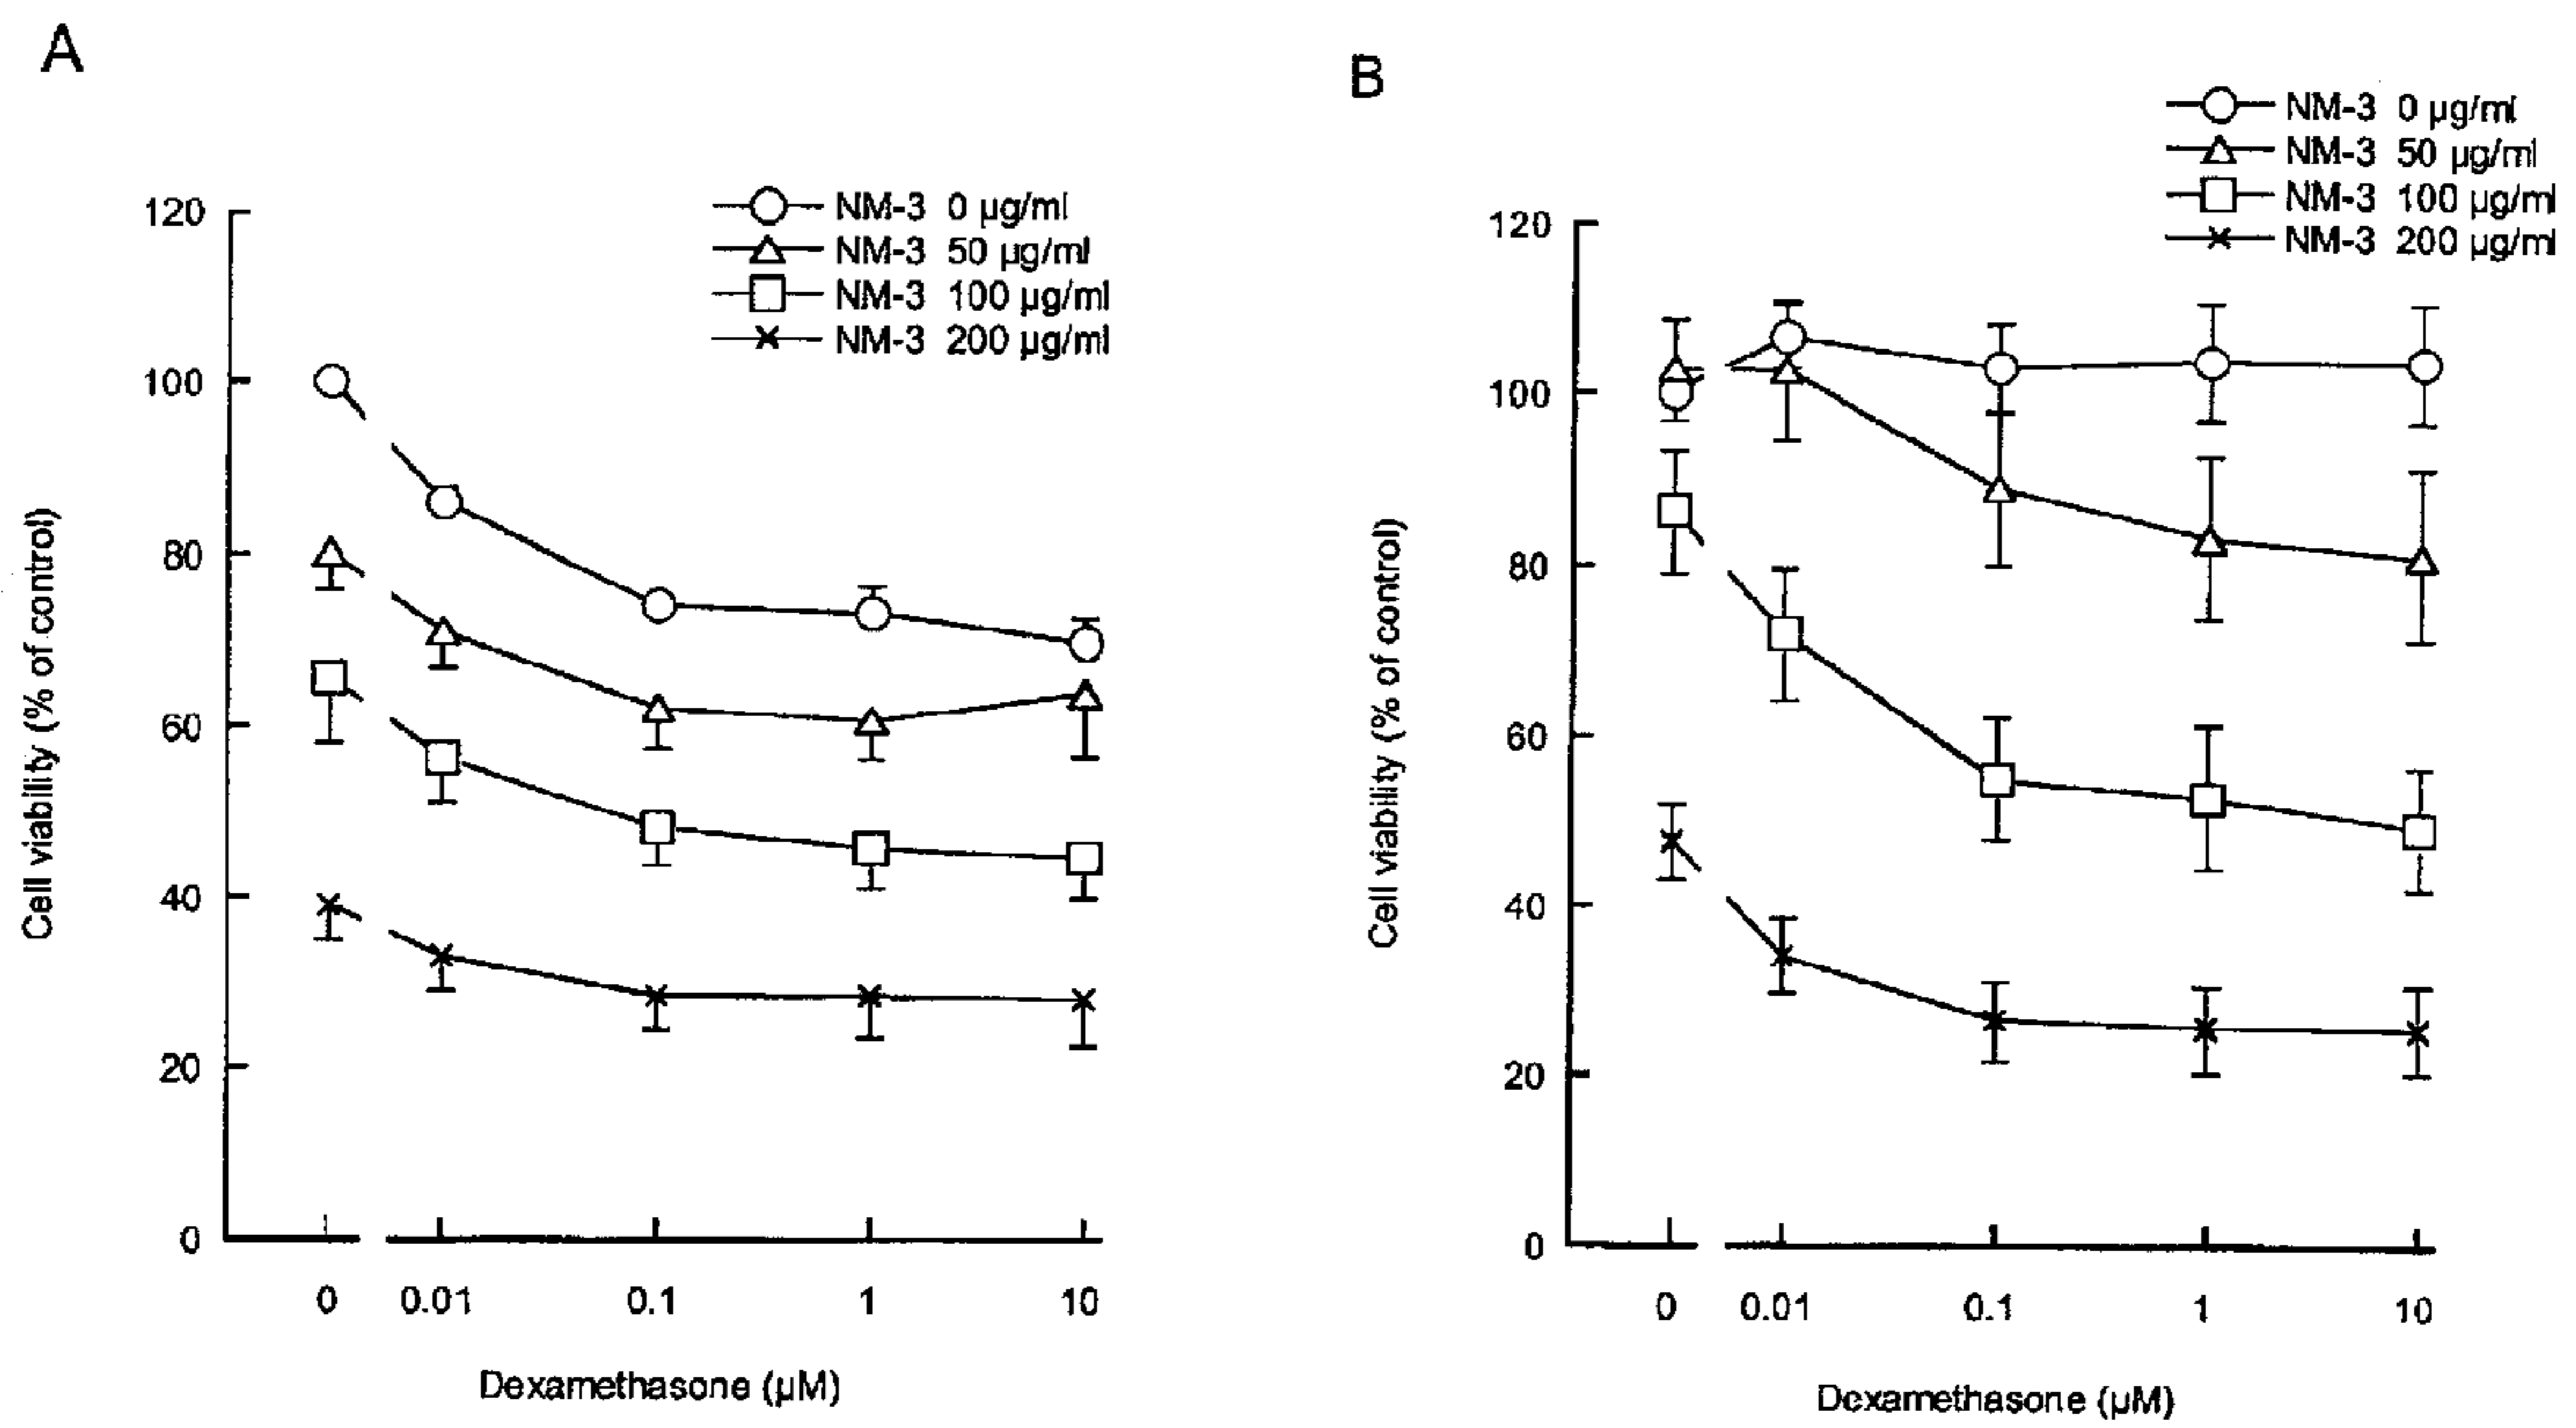 A
NM-3 0 µg/ml
NM-3 50 µg/ml
NM-3 100 µg/ml
NM-3 200 µg/ml
120
100
80
60
40
20
0
Cell viability (% of control)
0 0.01 0.1 1 10
Dexamethasone (µM)
B
NM-3 0 µg/ml
NM-3 50 µg/ml
NM-3 100 µg/ml
NM-3 200 µg/ml
120
100
80
60
40
20
0
Cell viability (% of control)
0 0.01 0.1 1 10
Dexamethasone (µM)